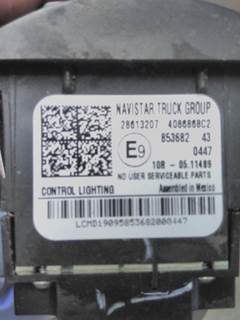 NAVISTAR TRUCK GROUP
28613207 4086868C2
853682 43
E9
0447
10R - 05.11489
NO USER SERVICEABLE PARTS
CONTROL LIGHTING Assembled in Mexico
LCMD19095853682000447